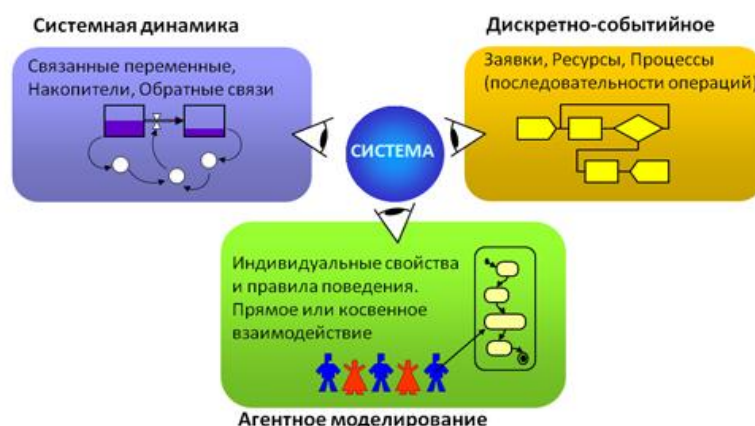 Системная динамика
Связанные переменные,
Накопители, Обратные связи
Дискретно-событийное
Заявки, Ресурсы, Процессы
(последовательности операций)
СИСТЕМА
Индивидуальные свойства
и правила поведения.
Прямое или косвенное
взаимодействие
Агентное моделирование